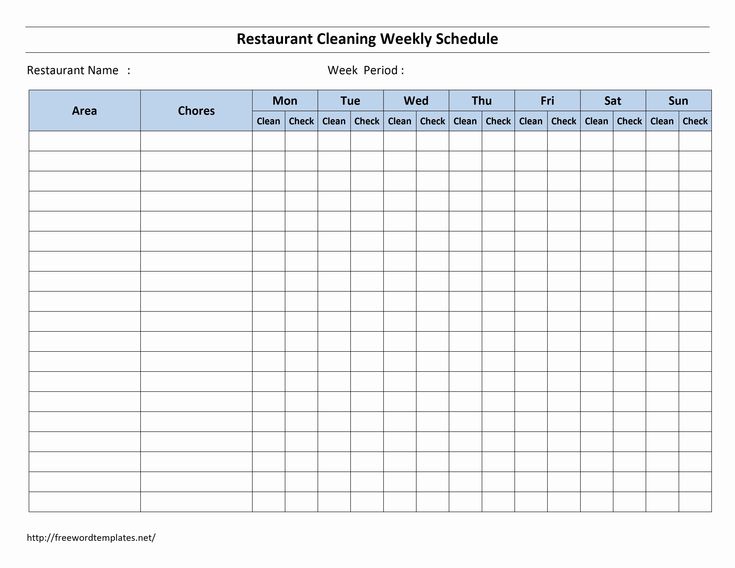 Restaurant Cleaning Weekly Schedule
Restaurant Name : Week Period :
Area Chores Mon Tue Wed Thu Fri Sat Sun
Clean Check Clean Check Clean Check Clean Check Clean Check Clean Check Clean Check
http://freewordtemplates.net/